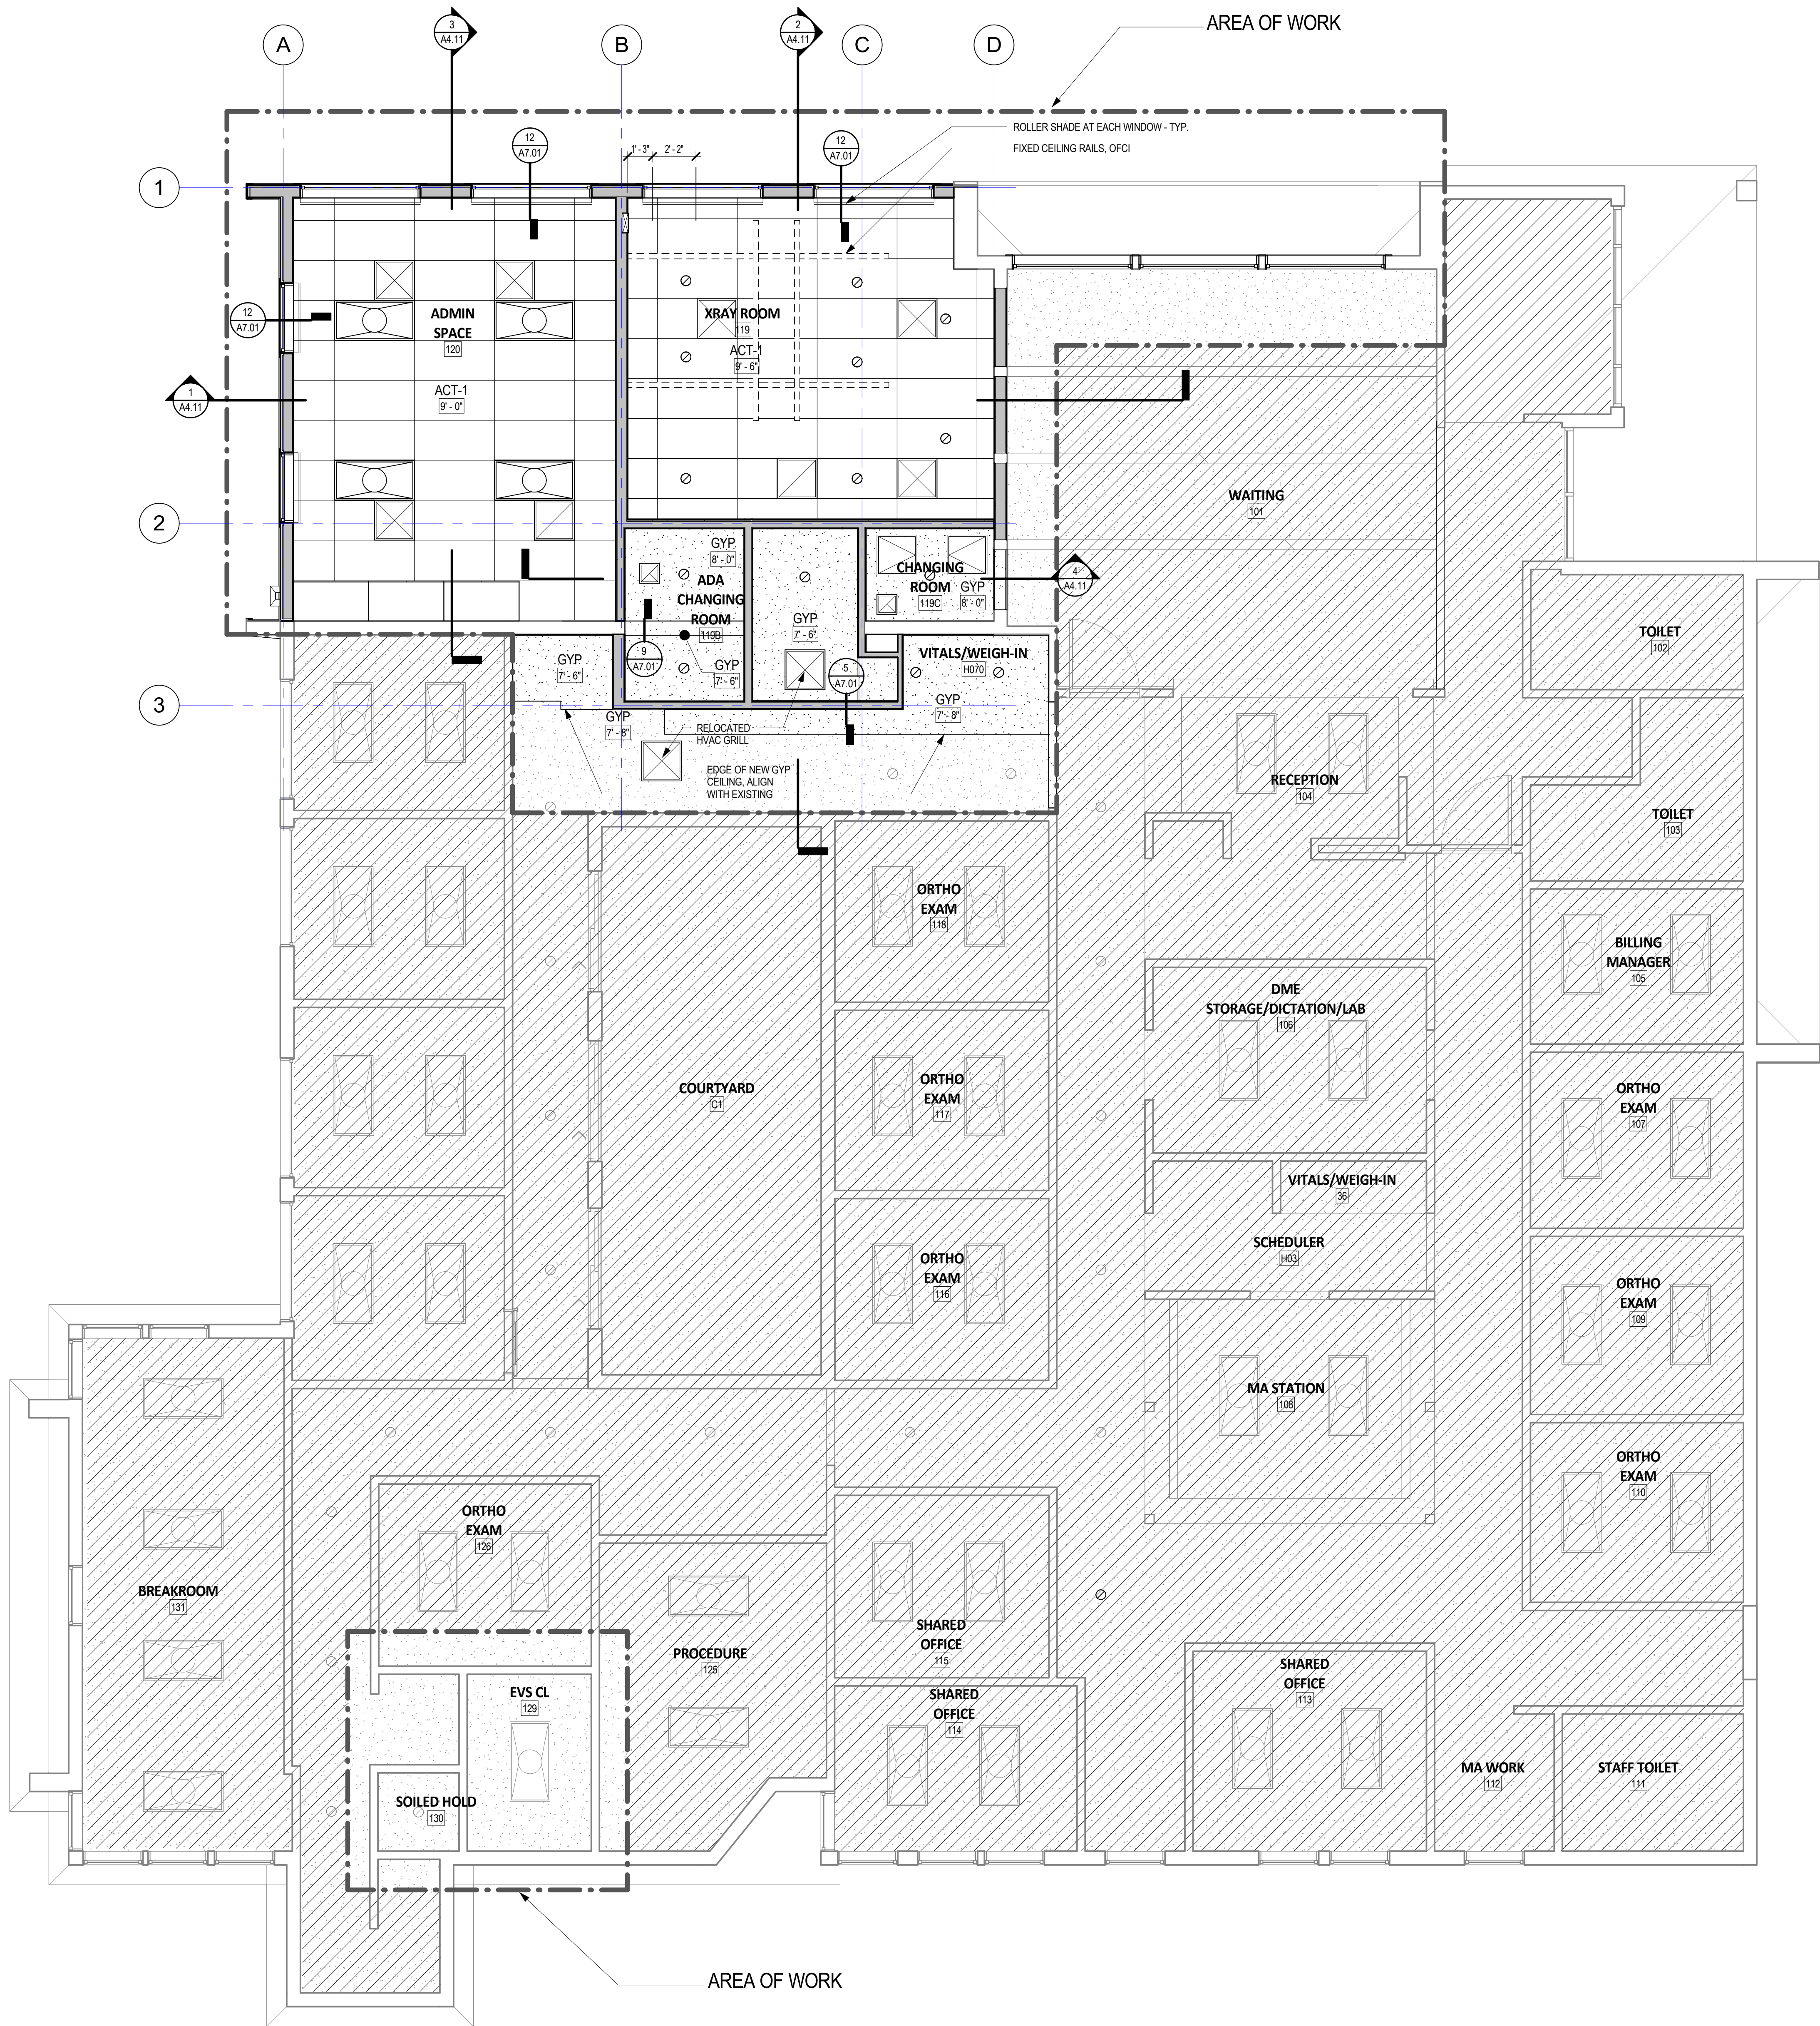 AREA OF WORK
3
A4.11
2
A4.11
A
B
C
D
ROLLER SHADE AT EACH WINDOW - TYP.
FIXED CEILING RAILS, OFCI
12
A7.01
12
A7.01
1' - 3"
2' - 2"
1
12
A7.01
ADMIN
SPACE
120
XRAY ROOM
119
ACT-1
9' - 6"
ACT-1
9' - 0"
1
A4.11
WAITING
101
2
GYP
8' - 0"
ADA
CHANGING
ROOM
119B
GYP
7' - 6"
CHANGING
ROOM
119C
GYP
8' - 0"
4
A4.11
GYP
7' - 6"
TOILET
102
GYP
7' - 6"
9
A7.01
5
A7.01
VITALS/WEIGH-IN
H070
GYP
7' - 8"
3
GYP
7' - 8"
RELOCATED
HVAC GRILL
EDGE OF NEW GYP
CEILING, ALIGN
WITH EXISTING
RECEPTION
104
TOILET
103
ORTHO
EXAM
118
BILLING
MANAGER
105
DME
STORAGE/DICTATION/LAB
106
COURTYARD
C1
ORTHO
EXAM
117
ORTHO
EXAM
107
VITALS/WEIGH-IN
36
SCHEDULER
H03
ORTHO
EXAM
116
ORTHO
EXAM
109
MA STATION
108
ORTHO
EXAM
110
ORTHO
EXAM
126
BREAKROOM
131
SHARED
OFFICE
115
PROCEDURE
125
SHARED
OFFICE
113
EVS CL
129
SHARED
OFFICE
114
MA WORK
112
STAFF TOILET
111
SOILED HOLD
130
AREA OF WORK